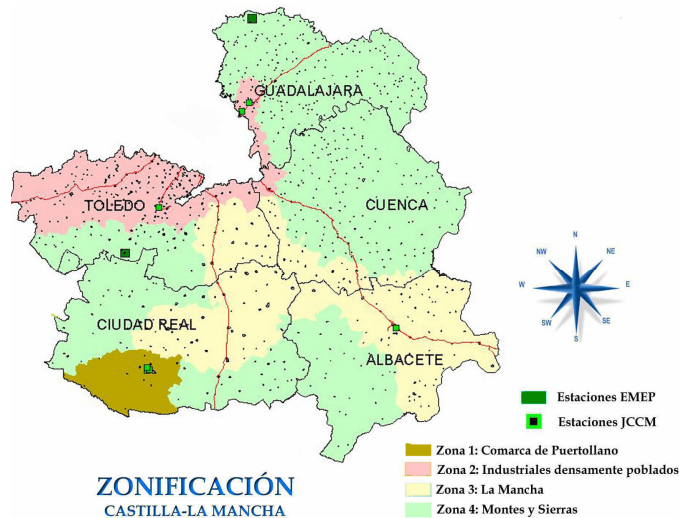 GUADALAJARA
TOLEDO
CUENCA
CIUDAD REAL
ALBACETE
N
NW
NE
W
E
SW
SE
S
Estaciones EMEP
Estaciones JCCM
Zona 1: Comarca de Puertollano
Zona 2: Industriales densamente poblados
Zona 3: La Mancha
Zona 4: Montes y Sierras
ZONIFICACIÓN
CASTILLA-LA MANCHA